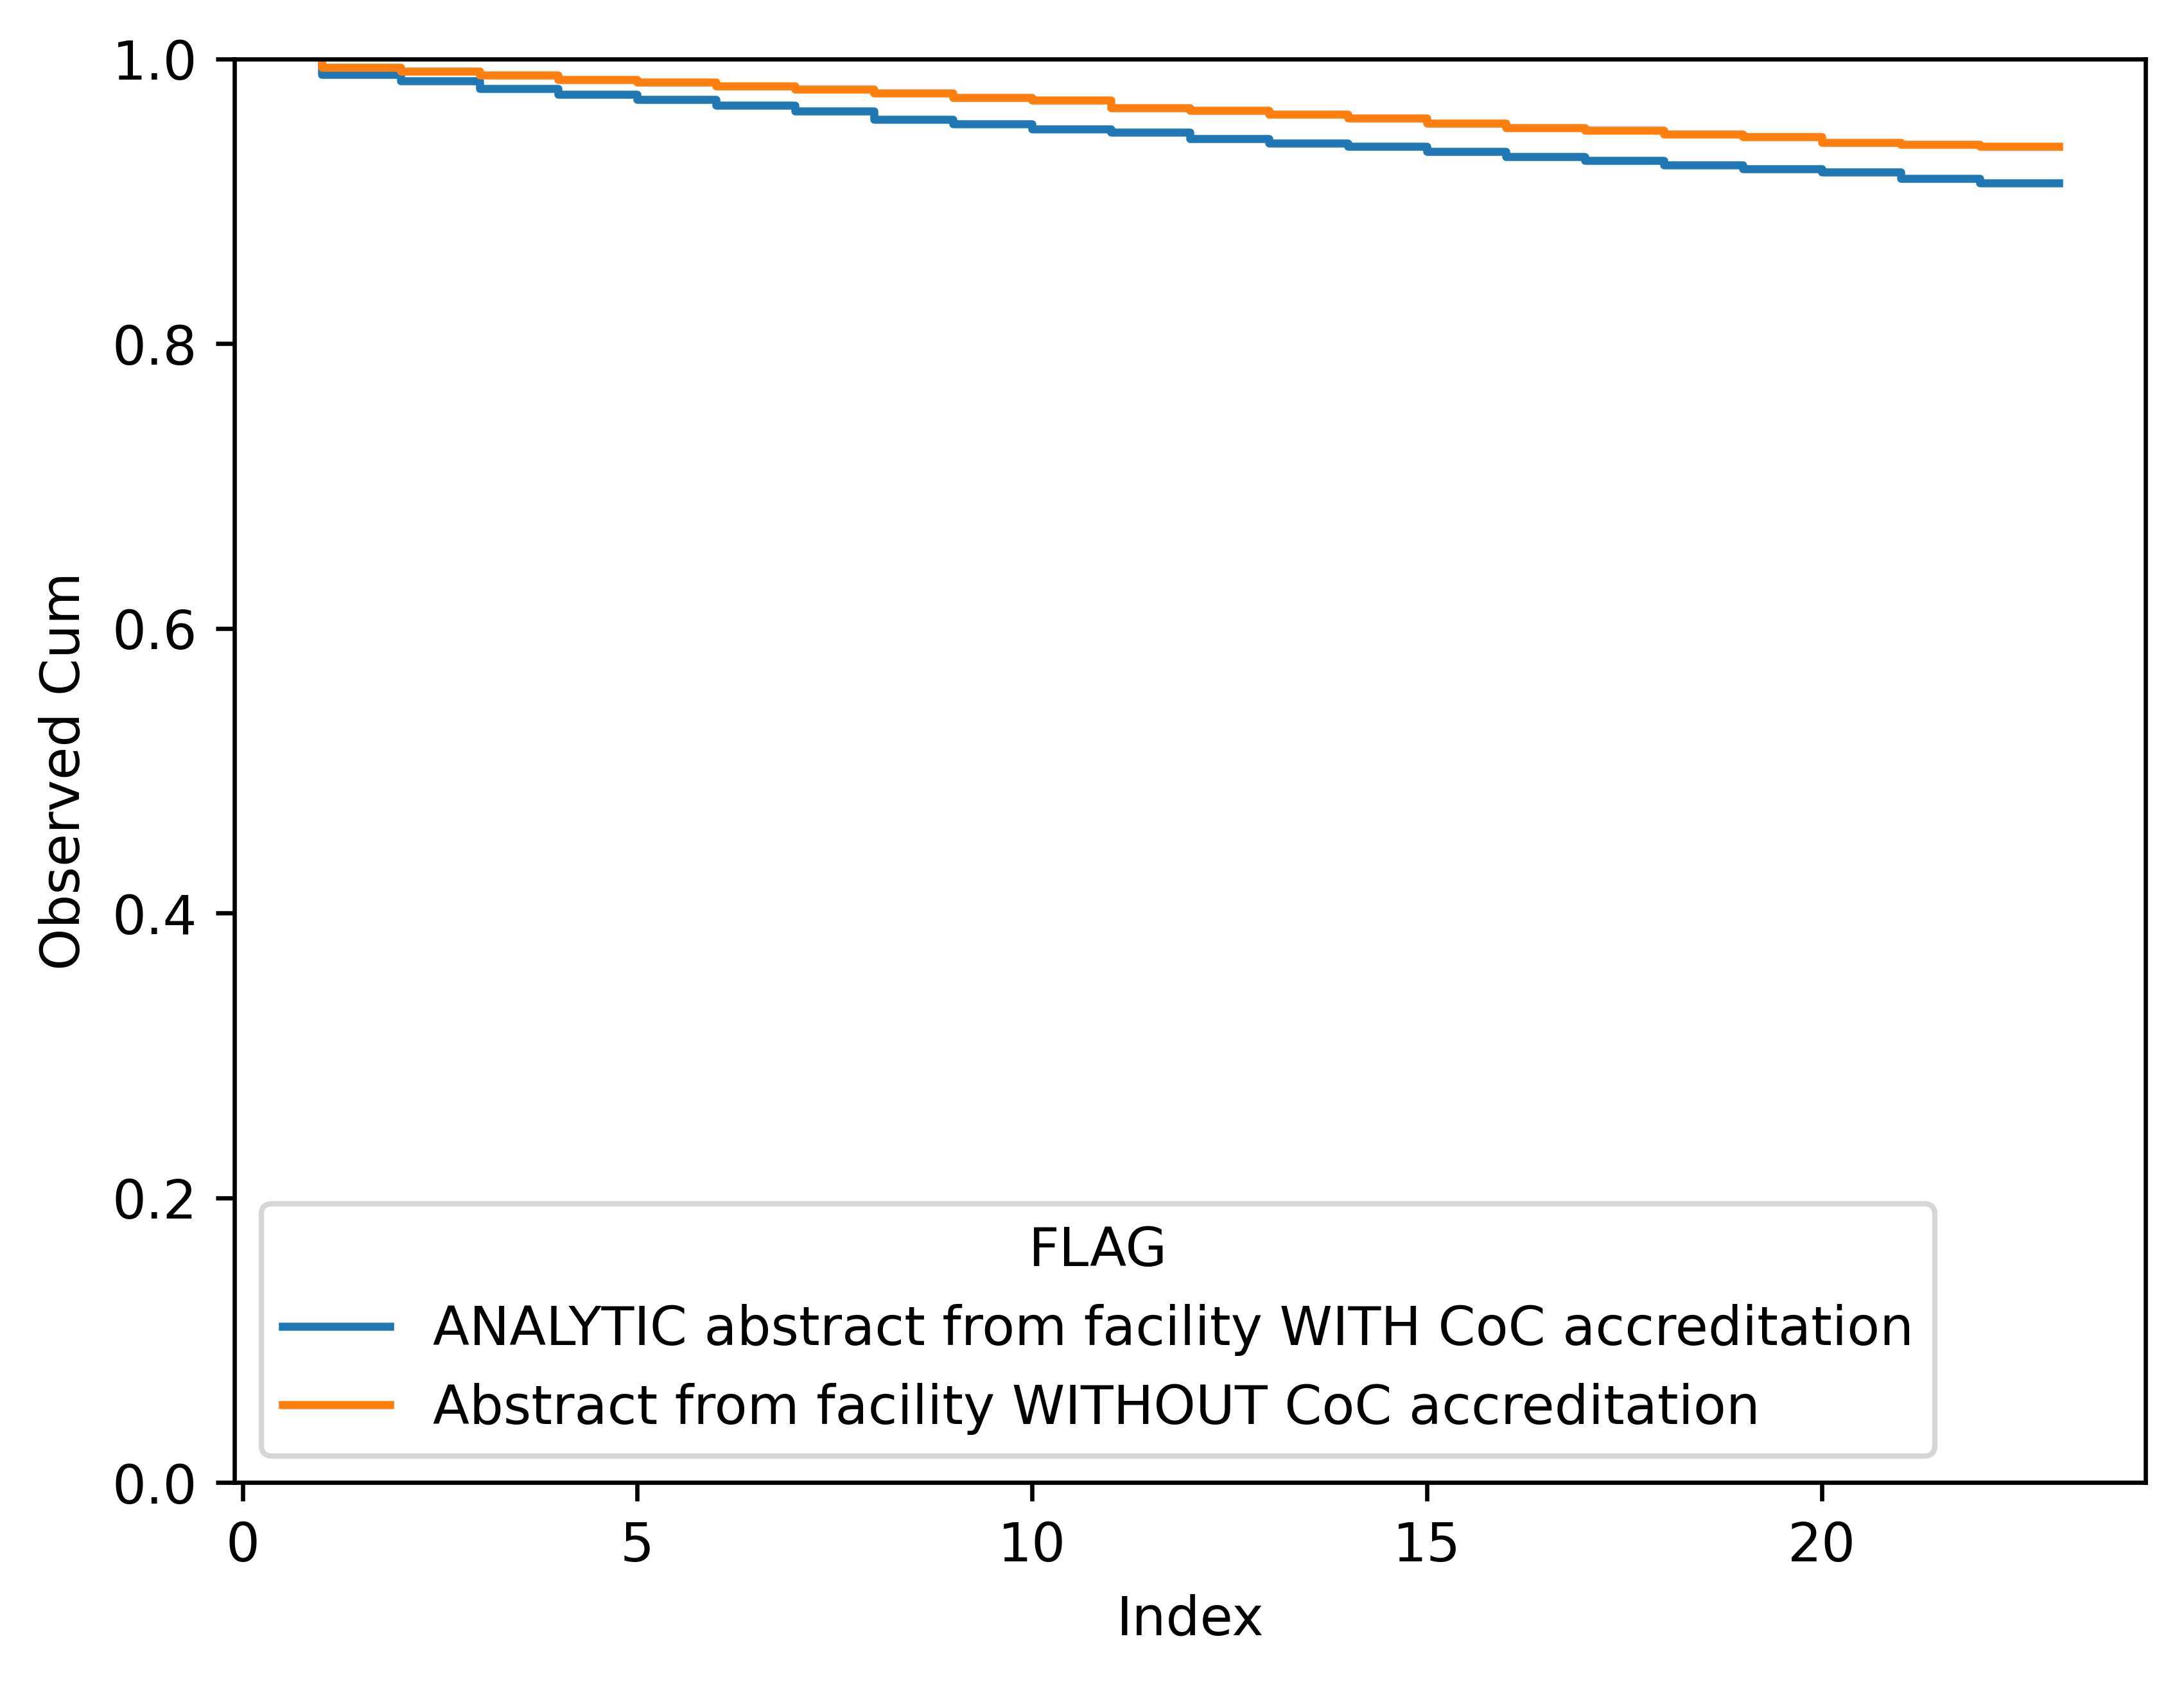 1.0
0.8
0.6
0.4
0.2
0.0
Observed Cum
FLAG
ANALYTIC abstract from facility WITH CoC accreditation
Abstract from facility WITHOUT CoC accreditation
0 5 10 15 20
Index